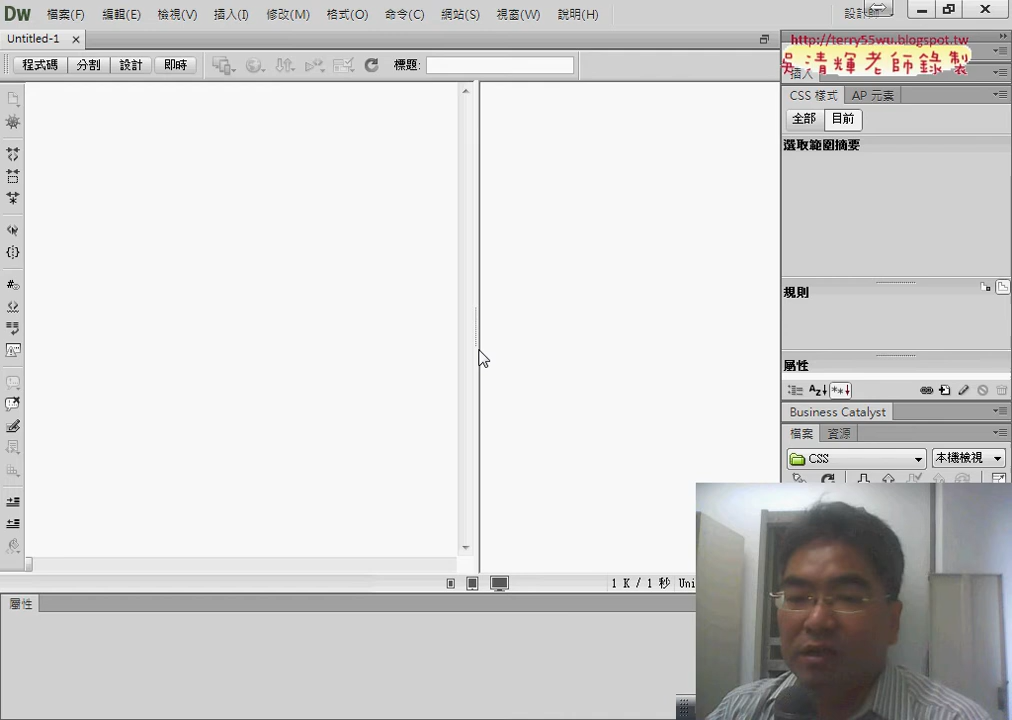 Dw 檔案(F) 編輯(E) 檢視(V) 插入(I) 修改(M) 格式(O) 命令(C) 網站(S) 視窗(W) 說明(H)
Untitled-1
http://terry55wu.blogspot.tw
吳清輝老師錄製
程式碼 分割 設計 即時 標題:
插入
CSS 樣式 AP 元素
全部 目前
選取範圍摘要
規則
屬性
Business Catalyst
檔案 資源
CSS 本機檢視
1 K / 1 秒 Uni
屬性